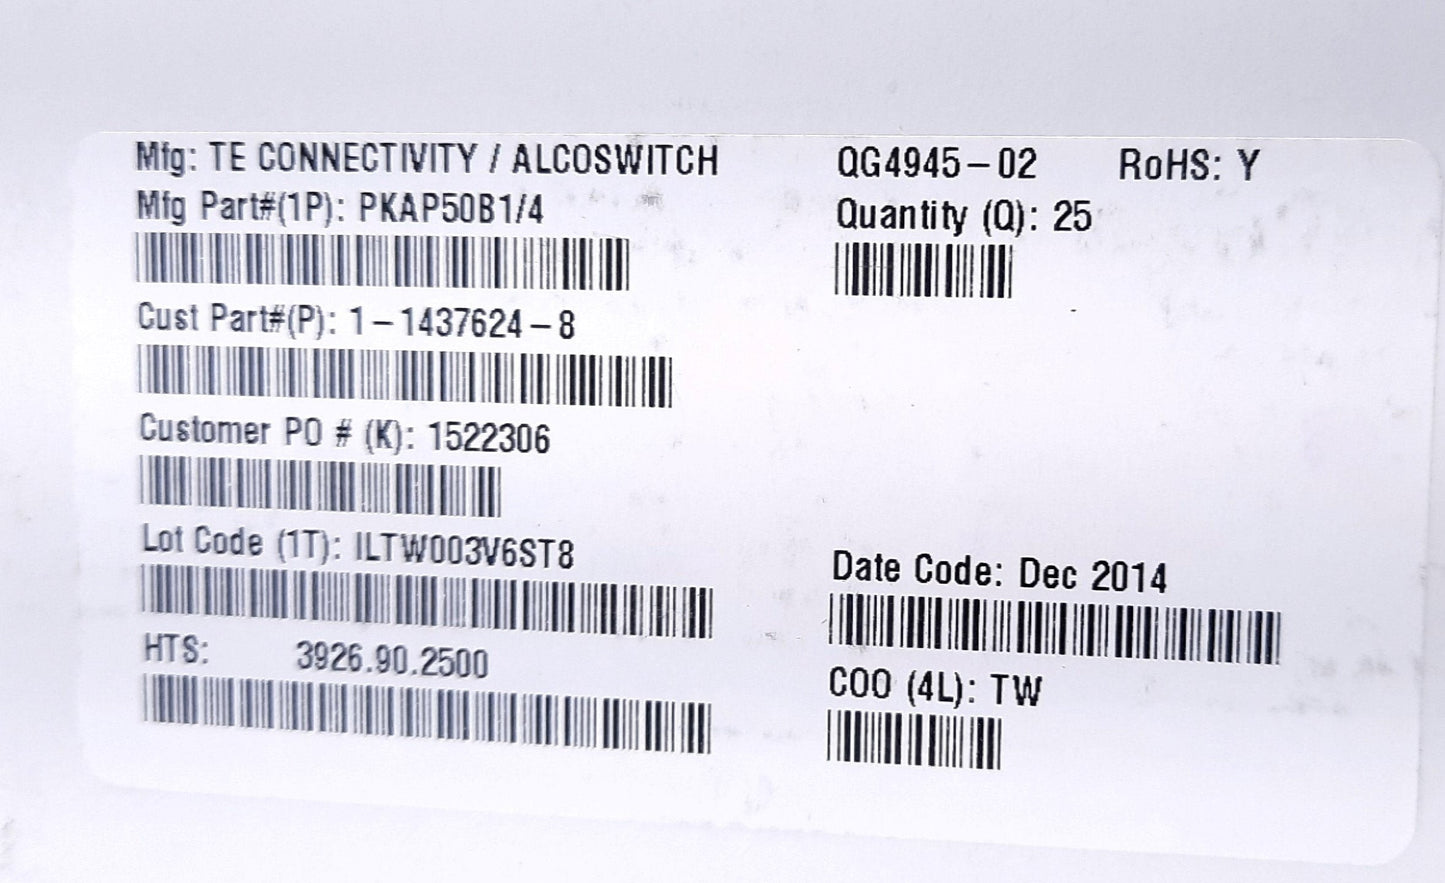 Mfg: TE CONNECTIVITY / ALCOSWITCH
QG4945-02
RoHS: Y
Mfg Part#(1P): PKAP50B1/4
Quantity (Q): 25
Cust Part#(P): 1-1437624-8
Customer PO # (K): 1522306
Lot Code (1T): ILTW003V6ST8
Date Code: Dec 2014
HTS: 3926.90.2500
COO (4L): TW